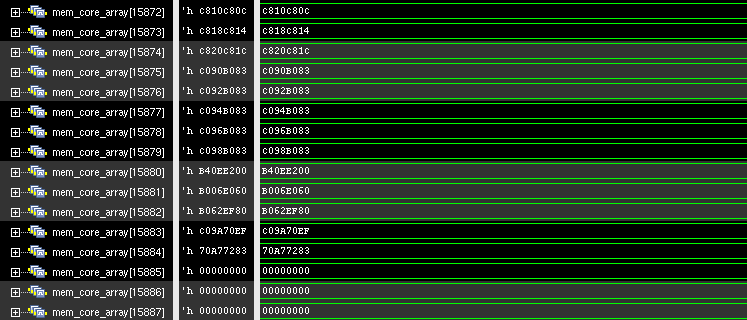 mem_core_array[15872] 'h C810C80C C810C80C
mem_core_array[15873] 'h C818C814 C818C814
mem_core_array[15874] 'h C820C81C C820C81C
mem_core_array[15875] 'h C090B083 C090B083
mem_core_array[15876] 'h C092B083 C092B083
mem_core_array[15877] 'h C094B083 C094B083
mem_core_array[15878] 'h C096B083 C096B083
mem_core_array[15879] 'h C098B083 C098B083
mem_core_array[15880] 'h B40EE200 B40EE200
mem_core_array[15881] 'h B006E060 B006E060
mem_core_array[15882] 'h B062EF80 B062EF80
mem_core_array[15883] 'h C09A70EF C09A70EF
mem_core_array[15884] 'h 70A77283 70A77283
mem_core_array[15885] 'h 00000000 00000000
mem_core_array[15886] 'h 00000000 00000000
mem_core_array[15887] 'h 00000000 00000000